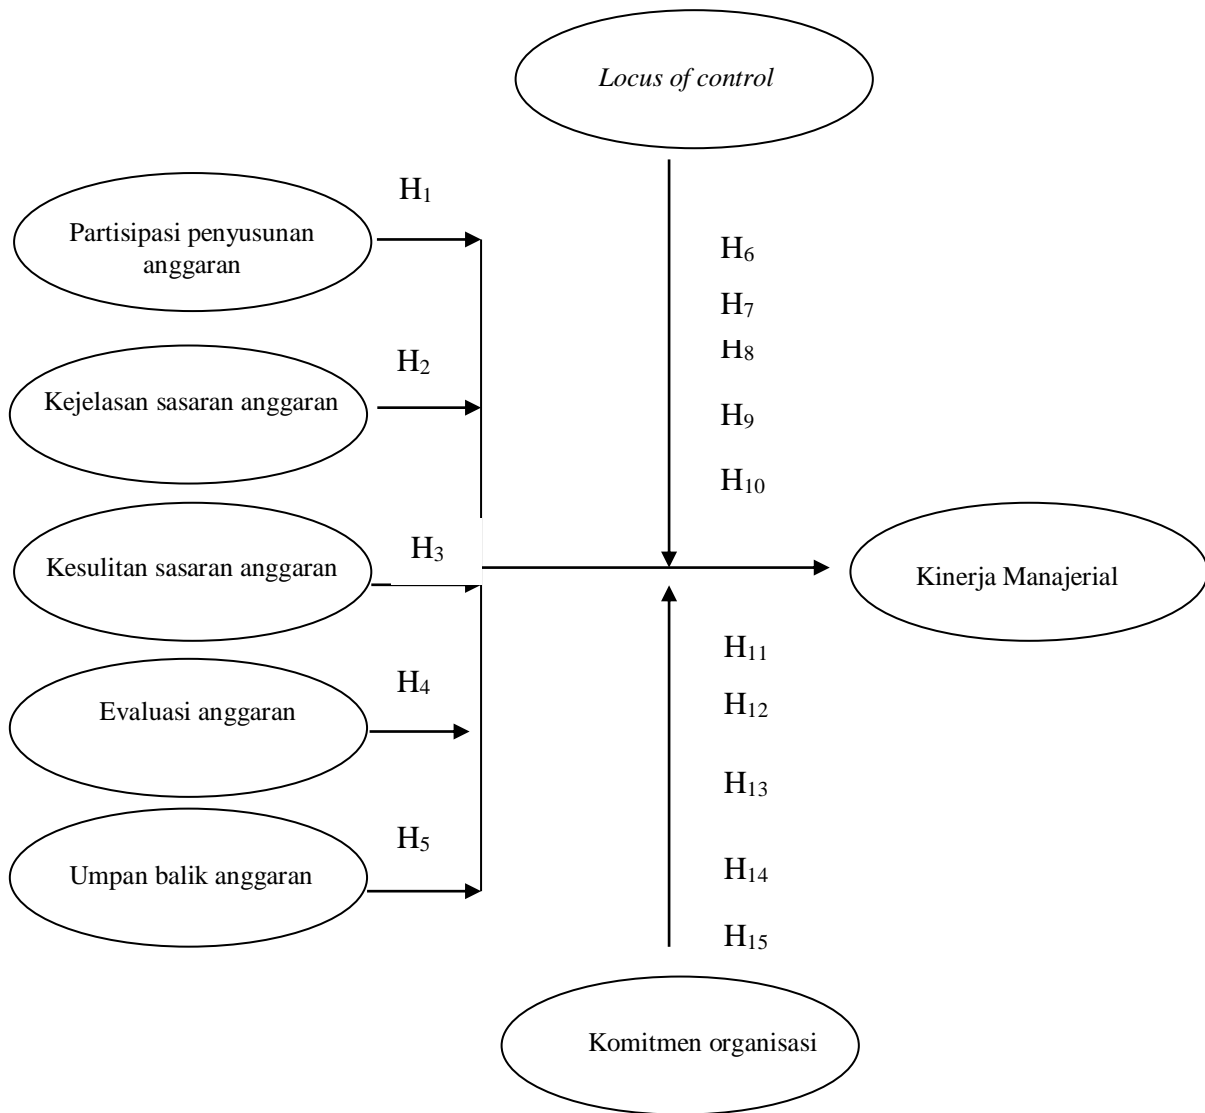 Locus of control
H1
Partisipasi penyusunan
anggaran
H6
H7
H2
H8
Kejelasan sasaran anggaran
H9
H10
H3
Kesulitan sasaran anggaran
Kinerja Manajerial
H11
H4
H12
Evaluasi anggaran
H13
H5
Umpan balik anggaran
H14
H15
Komitmen organisasi